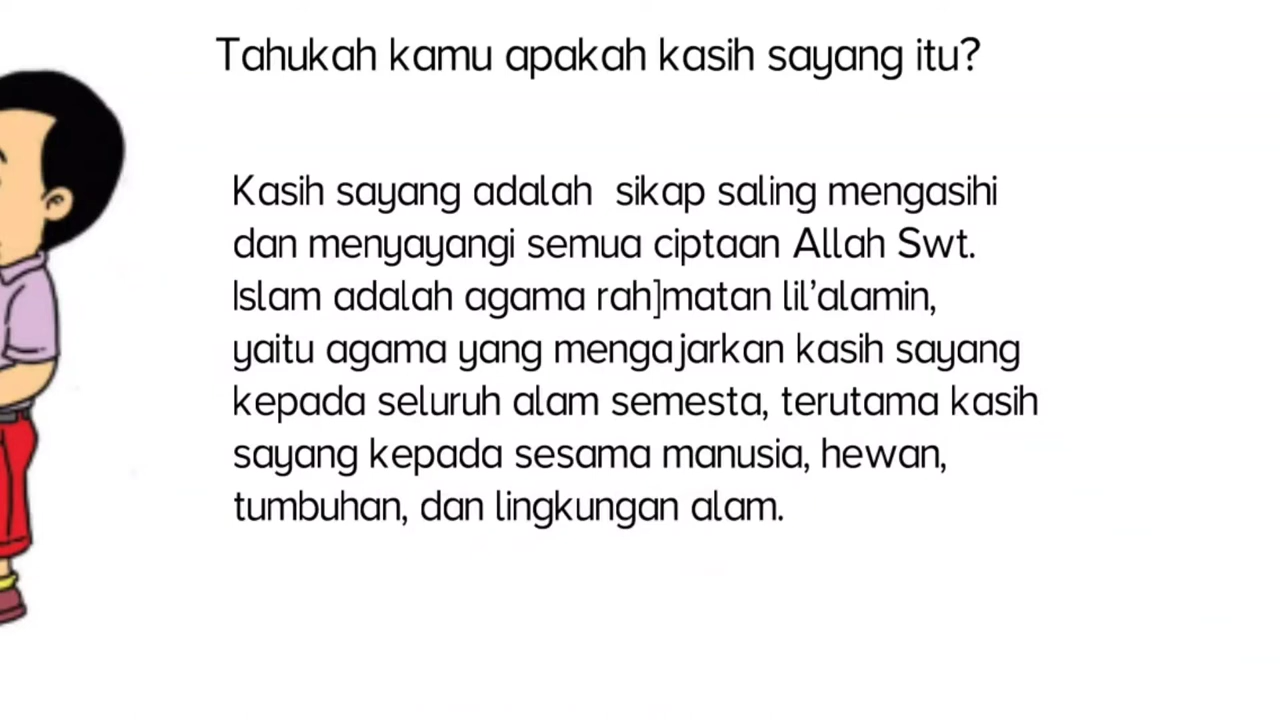 Tahukah kamu apakah kasih sayang itu?
Kasih sayang adalah  sikap saling mengasihi
dan menyayangi semua ciptaan Allah Swt.
Islam adalah agama rah]matan lil’alamin,
yaitu agama yang mengajarkan kasih sayang
kepada seluruh alam semesta, terutama kasih
sayang kepada sesama manusia, hewan,
tumbuhan, dan lingkungan alam.